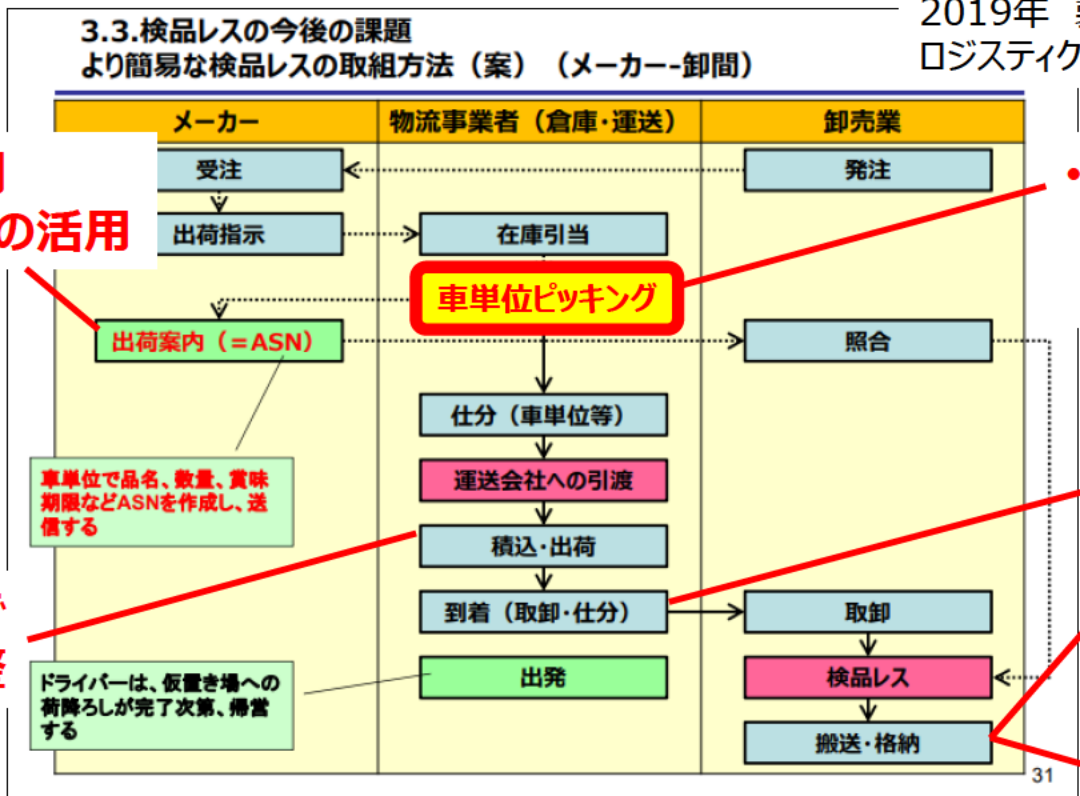 2019年
ロジスティク
3.3.検品レスの今後の課題
より簡易な検品レスの取組方法（案）（メーカー-卸間）
メーカー
物流事業者（倉庫・運送）
卸売業
受注
発注
の活用
出荷指示
在庫引当
車単位ピッキング
出荷案内（＝ASN）
照合
仕分（車単位等）
車単位で品名、数量、賞味
期限などASNを作成し、送
信する
運送会社への引渡
積込・出荷
到着（取卸・仕分）
取卸
ドライバーは、仮置き場への
荷降ろしが完了次第、帰営
する
出発
検品レス
搬送・格納
31